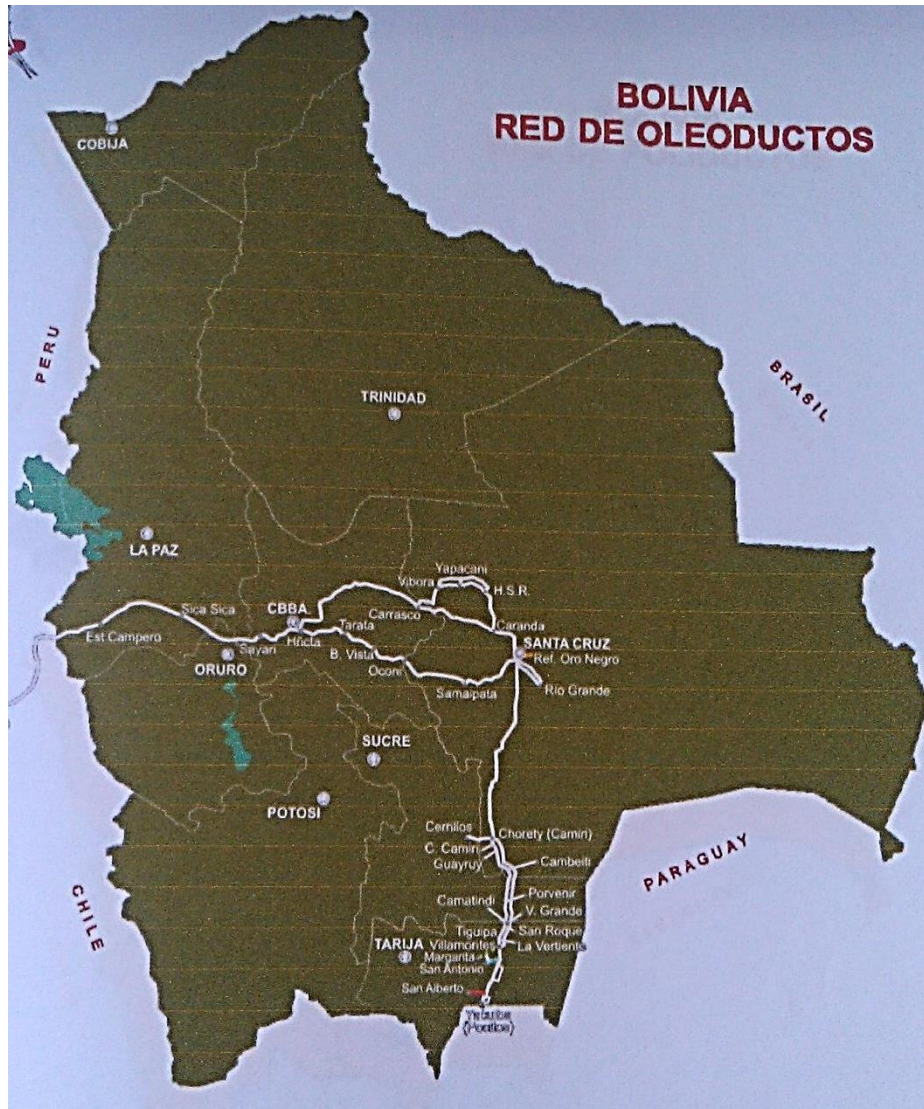 BOLIVIA
RED DE OLEODUCTOS
COBIJA
PERU
BRASIL
TRINIDAD
LA PAZ
Yapacani
Vibora
H.S.R.
Sica Sica
CBBA
Carrasco
Caranda
Est Campero
Sayari
Tarata
SANTA CRUZ
Ref. Oro Negro
ORURO
B. Vista
Oconi
Samaipata
Rio Grande
SUCRE
POTOSI
Cerrilos
Chorety (Camiri)
C. Camiri
Guayruy
Cambeiti
PARAGUAY
CHILE
Camatindi
Porvenir
V. Grande
Tiguipa
San Roque
TARIJA
Villamontes
La Vertiente
Margarita
San Antonio
San Alberto